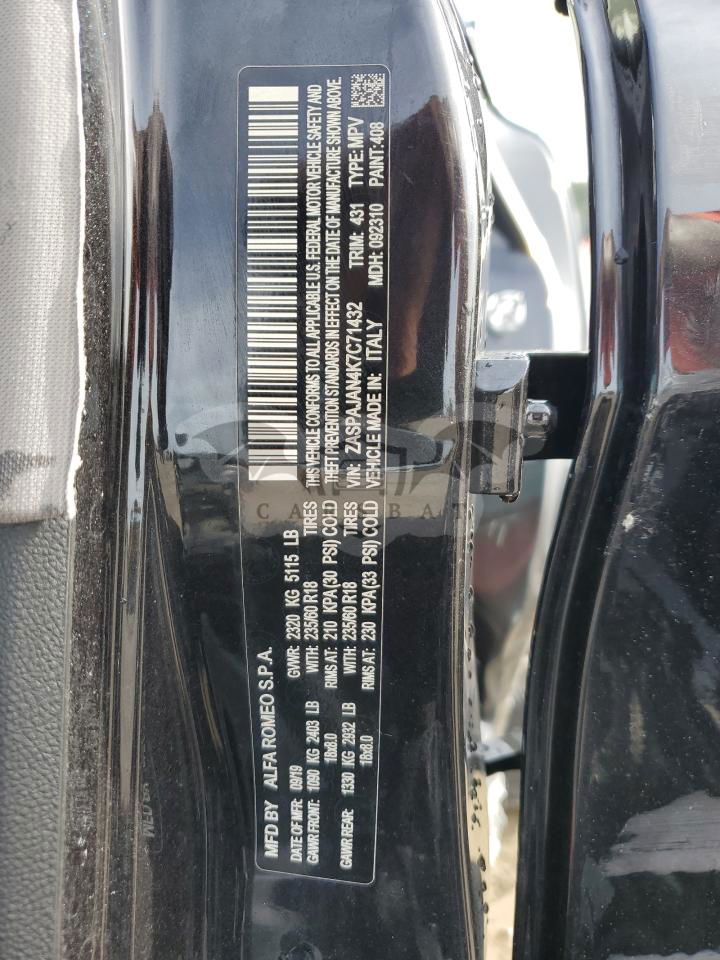 MFD BY ALFA ROMEO S.P.A.
DATE OF MFR: 09/19 GVWR: 2320 KG 5115 LB
GAWR FRONT: 1090 KG 2403 LB WITH: 235/60 R18 TIRES
18x8.0 RIMS AT: 210 KPA(30 PSI) COLD
GAWR REAR: 1330 KG 2932 LB WITH: 235/60 R18 TIRES
18x8.0 RIMS AT: 230 KPA(33 PSI) COLD
THIS VEHICLE CONFORMS TO ALL APPLICABLE U.S. FEDERAL MOTOR VEHICLE SAFETY AND
THEFT PREVENTION STANDARDS IN EFFECT ON THE DATE OF MANUFACTURE SHOWN ABOVE.
VIN: ZASPAJAN4K7C71432 TRIM: 431 TYPE: MPV
VEHICLE MADE IN: ITALY MDH: 092310 PAINT: 408